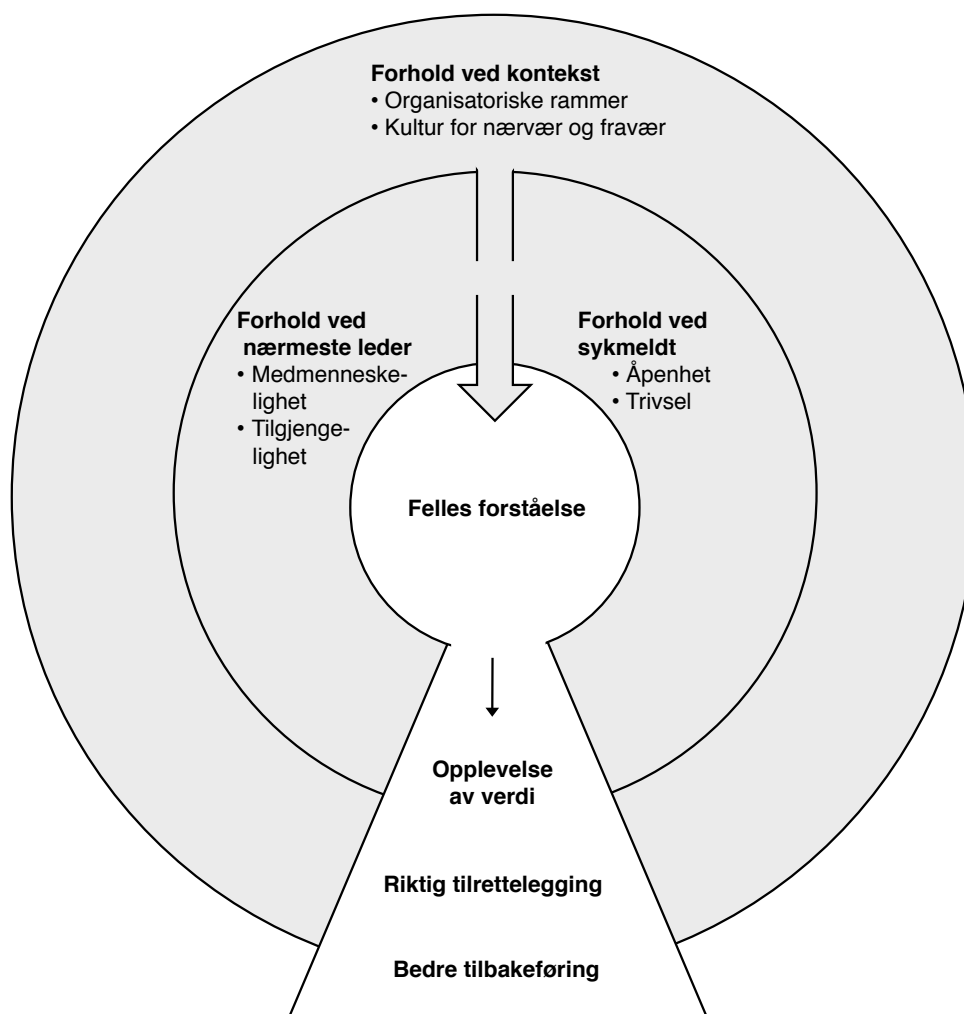 Forhold ved kontekst
• Organisatoriske rammer
• Kultur for nærvær og fravær
Forhold ved
nærmeste leder
• Medmenneske-
lighet
• Tilgjenge-
lighet
Forhold ved
sykmeldt
• Åpenhet
• Trivsel
Felles forståelse
Opplevelse
av verdi
Riktig tilrettelegging
Bedre tilbakeføring